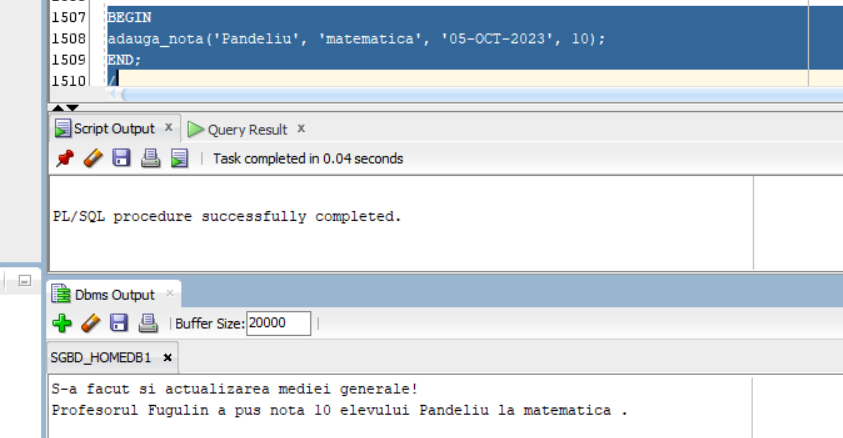 1507 BEGIN
1508 adauga_nota('Pandeliu', 'matematica', '05-OCT-2023', 10);
1509 END;
1510 /
Script Output x Query Result x
Task completed in 0.04 seconds
PL/SQL procedure successfully completed.
Dbms Output ×
Buffer Size: 20000
SGBD_HOMEDB1 ×
S-a facut si actualizarea mediei generale!
Profesorul Fugulin a pus nota 10 elevului Pandeliu la matematica .